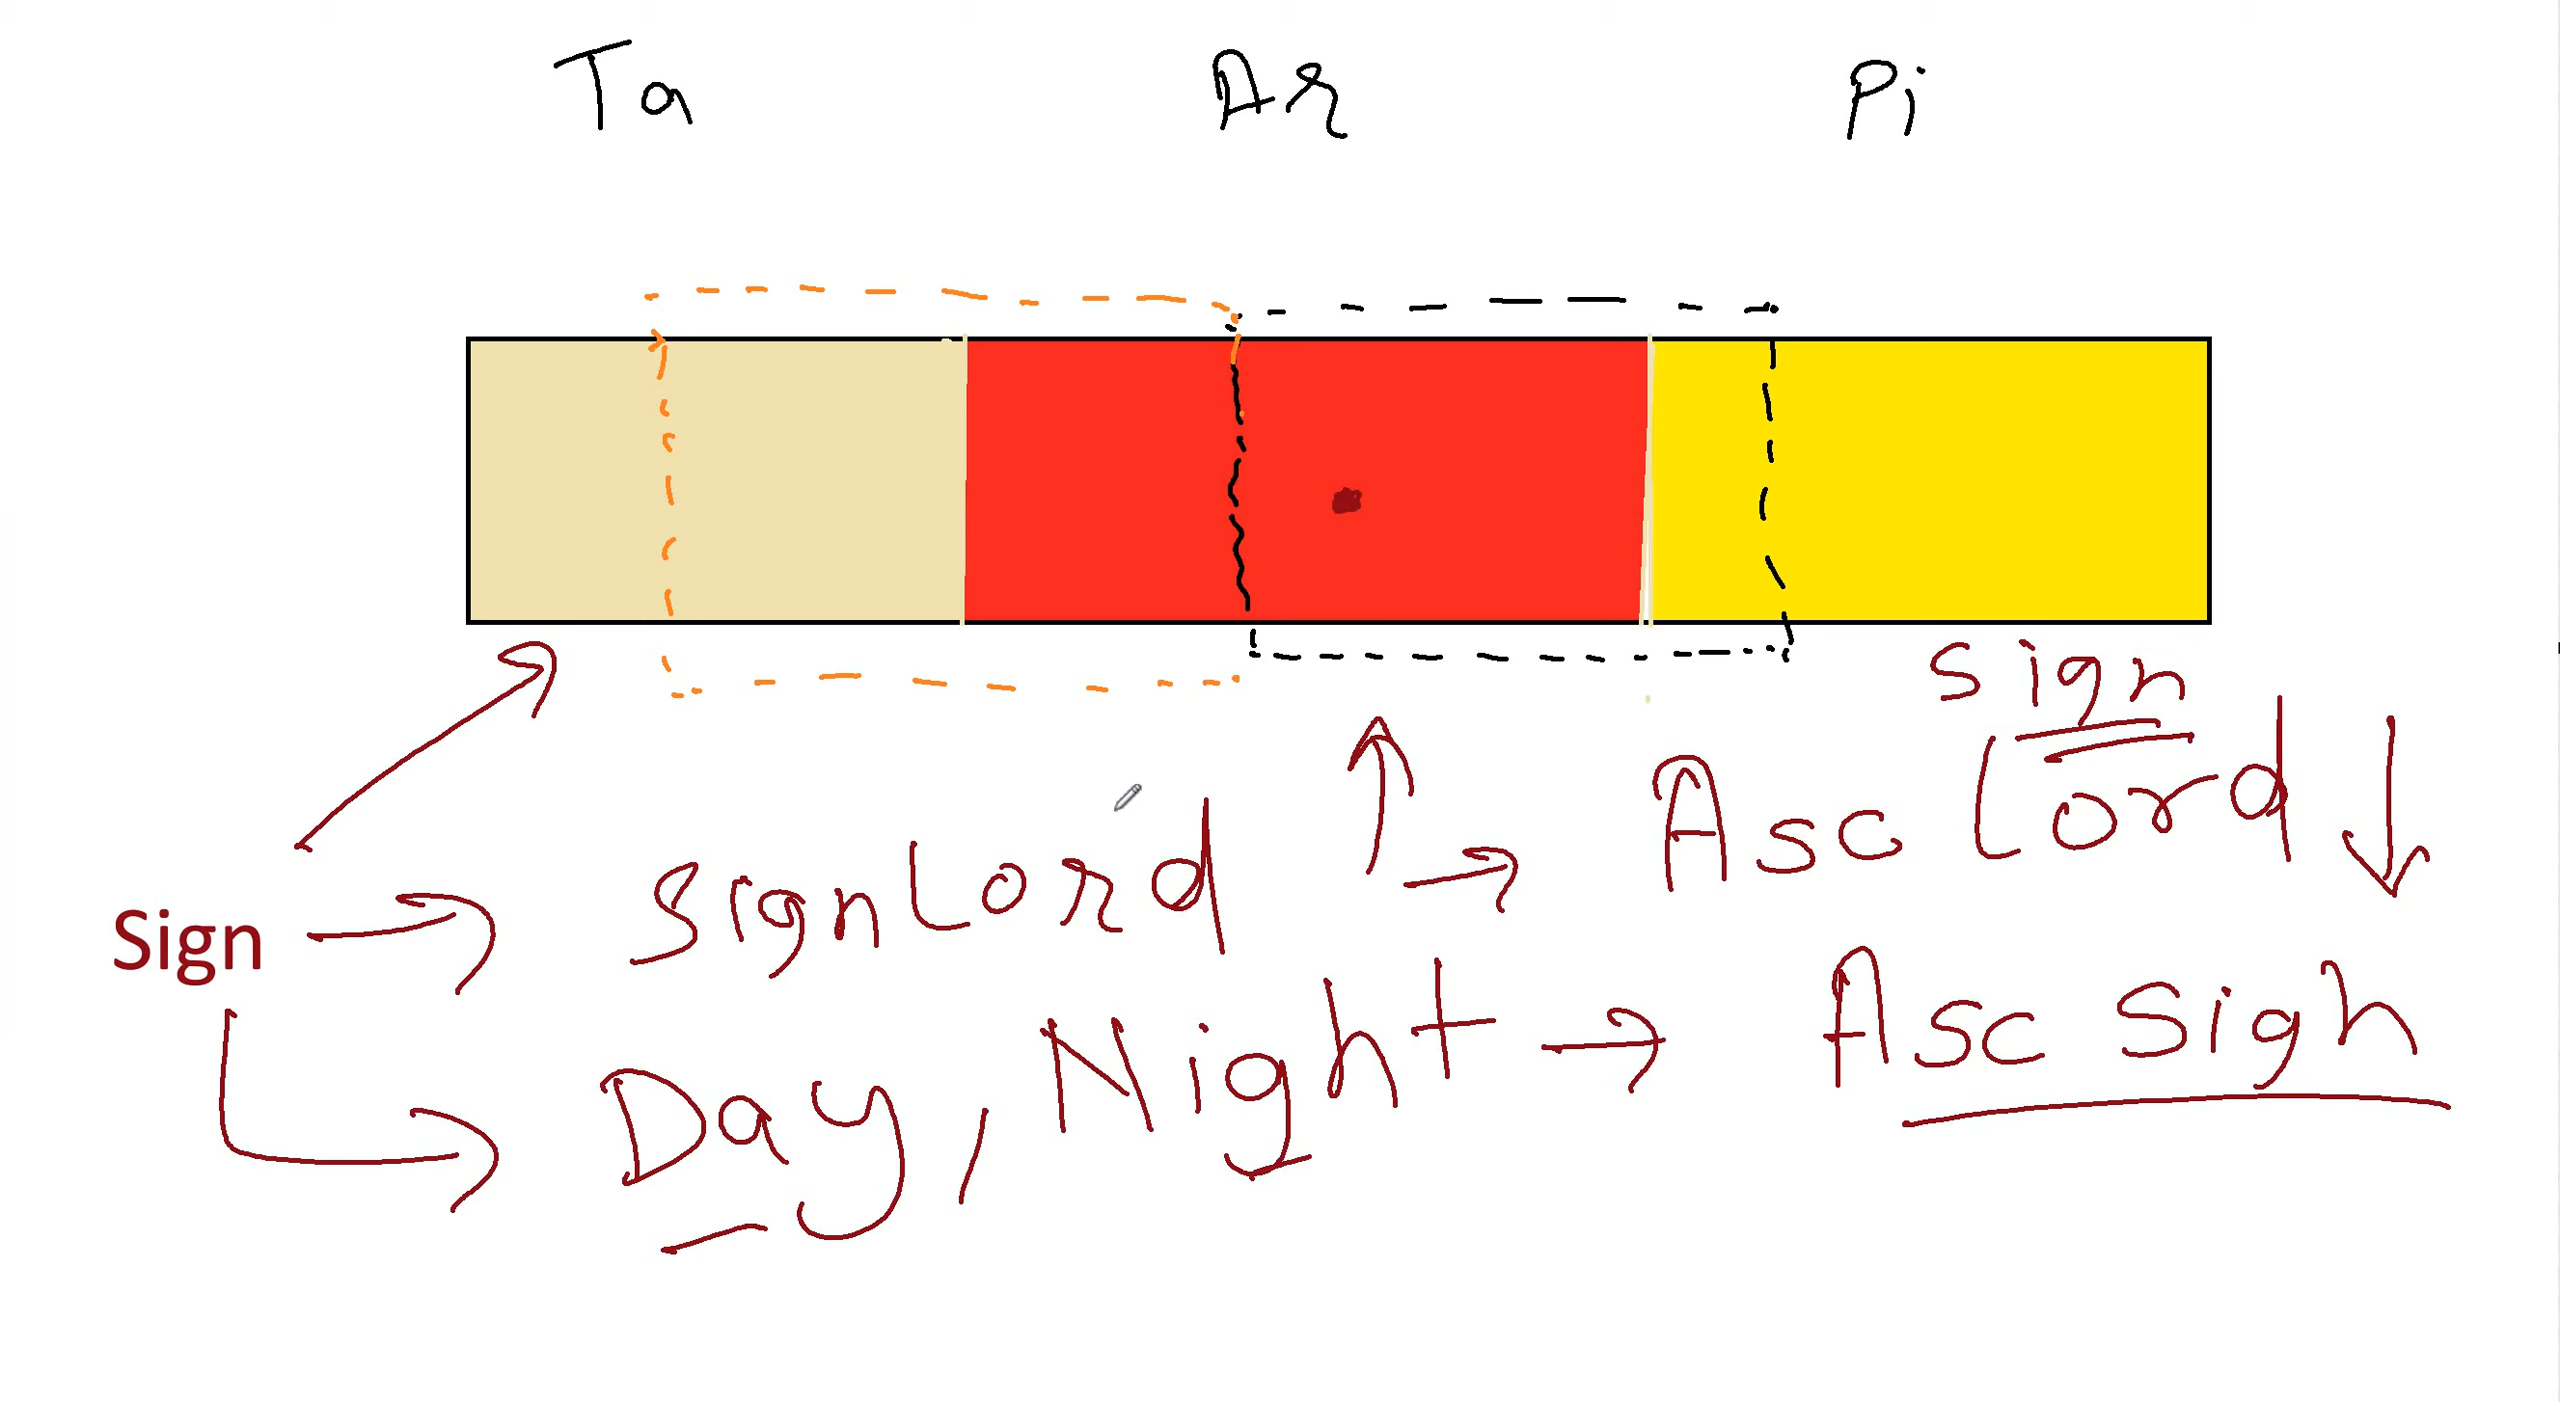 Ta Ar Pi
Sign
Sign → SignLord → Asc Lord ↓
Day, Night → Asc Sign